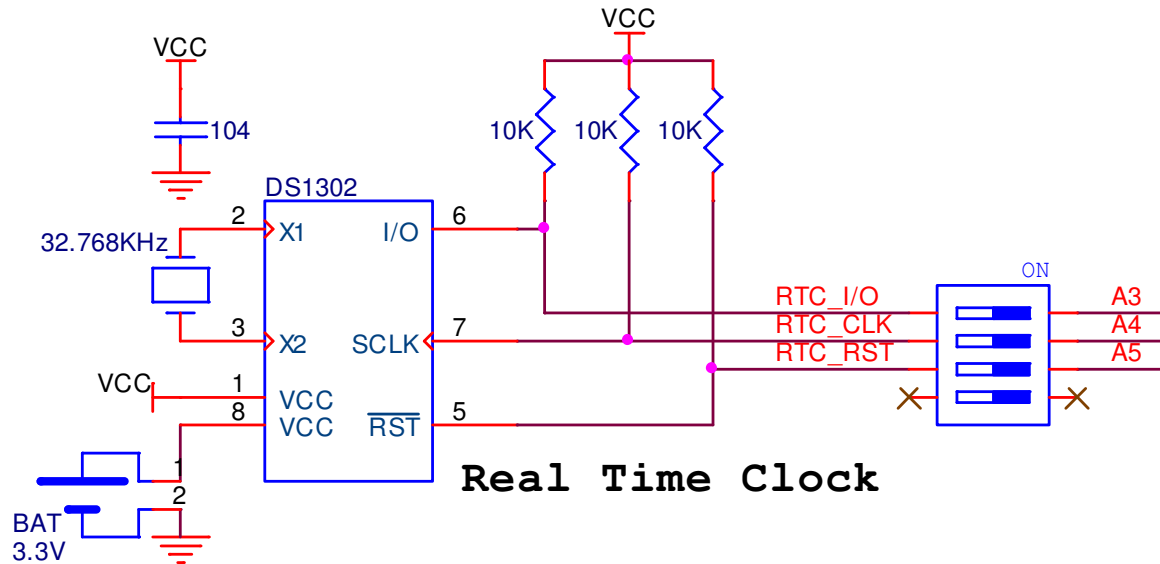 VCC
VCC
104
10K
10K
10K
DS1302
2
X1
I/O
6
32.768KHz
ON
RTC_I/O
A3
3
X2
SCLK
7
RTC_CLK
A4
RTC_RST
A5
VCC
1
VCC
8
VCC
RST
5
1
Real Time Clock
2
BAT
3.3V